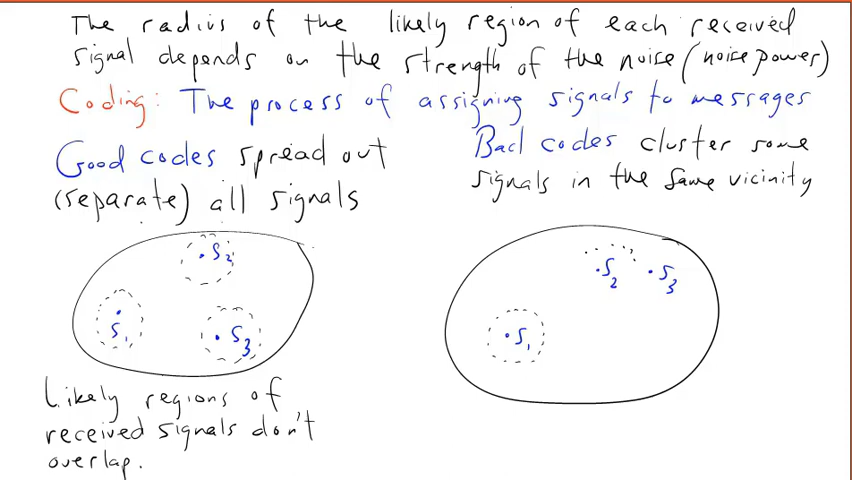 The radius of the likely region of each received
signal depends on the strength of the noise (noise power)
Coding: The process of assigning signals to messages
Good codes spread out
(separate) all signals
Bad codes cluster some
signals in the same vicinity
S2
S1
S3
S2
S3
S1
Likely regions of
received signals don't
overlap.